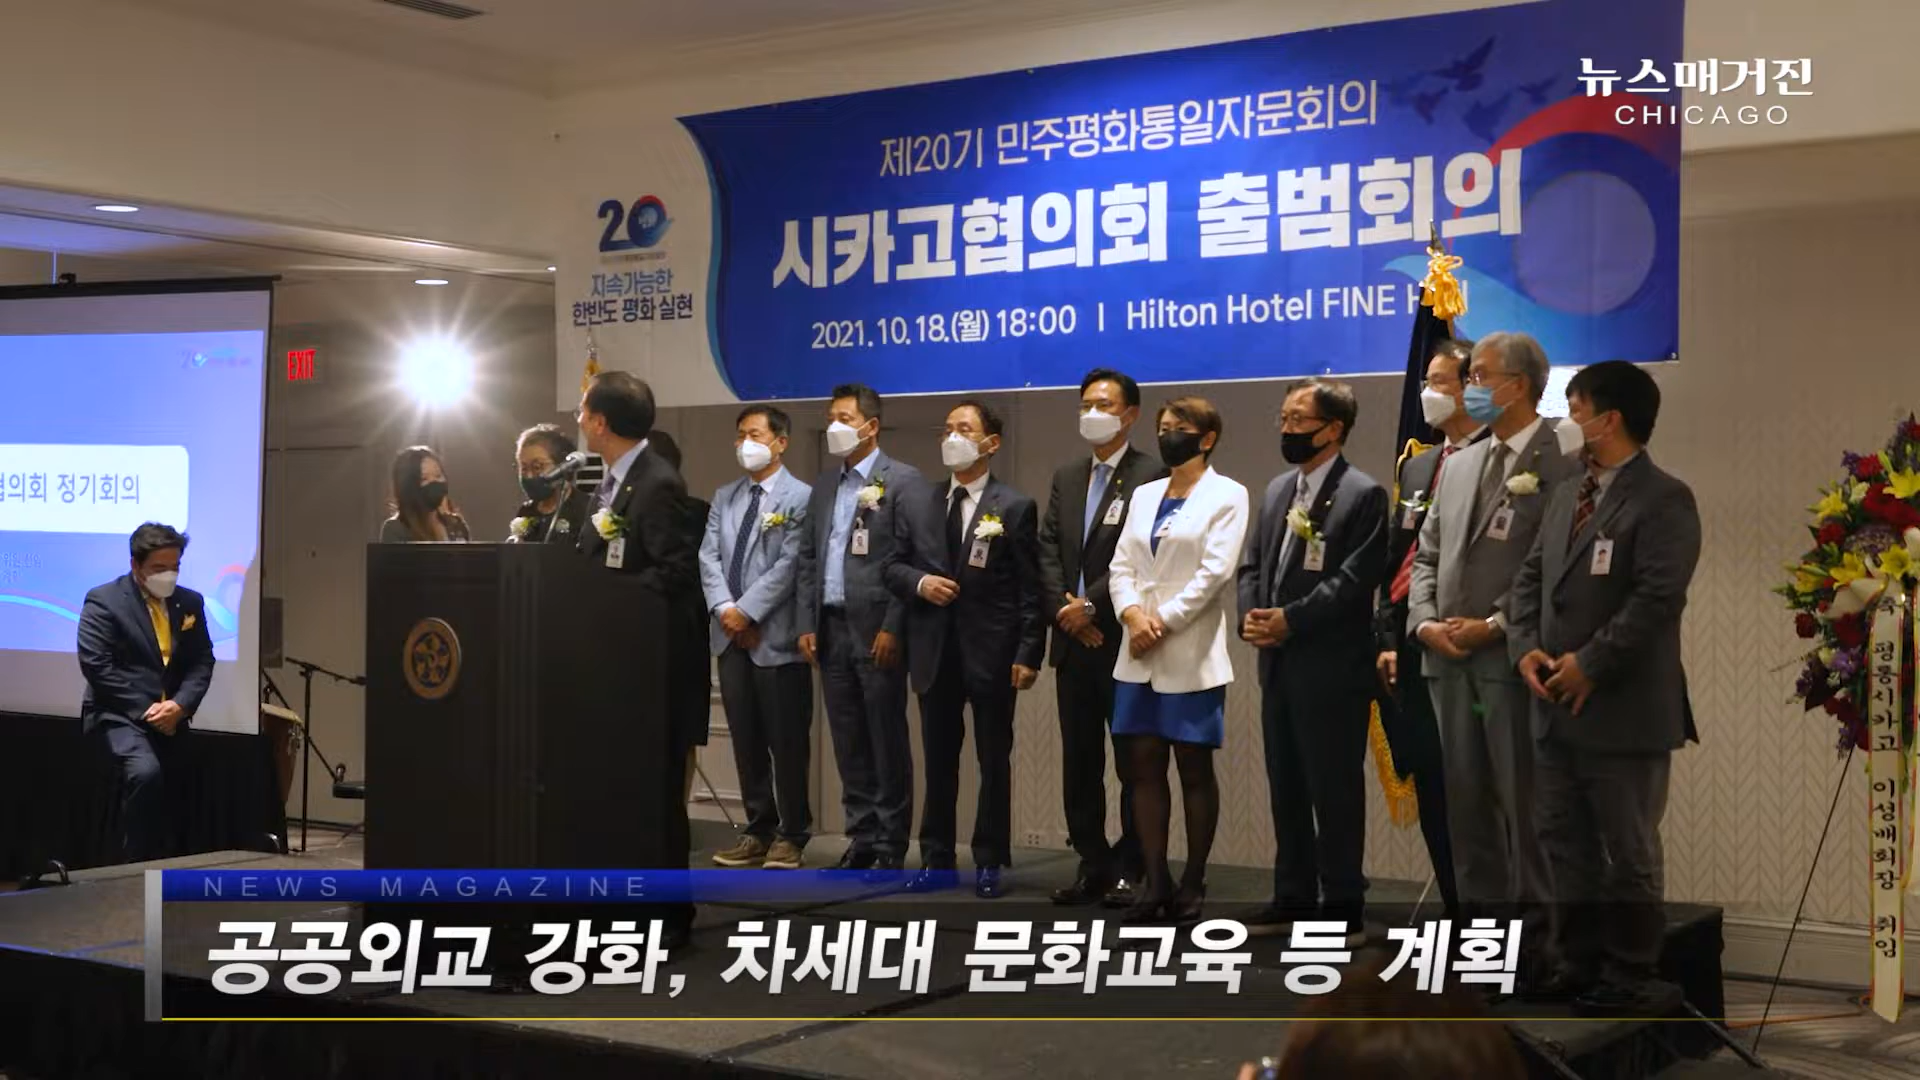 뉴스매거진
CHICAGO
제20기 민주평화통일자문회의
시카고협의회 출범회의
2021.10.18.(월) 18:00 | Hilton Hotel FINE
20
지속가능한
한반도 평화 실현
EXIT
협의회 정기회의
축 평통시카고 이성배회장 취임
NEWS MAGAZINE
공공외교 강화, 차세대 문화교육 등 계획